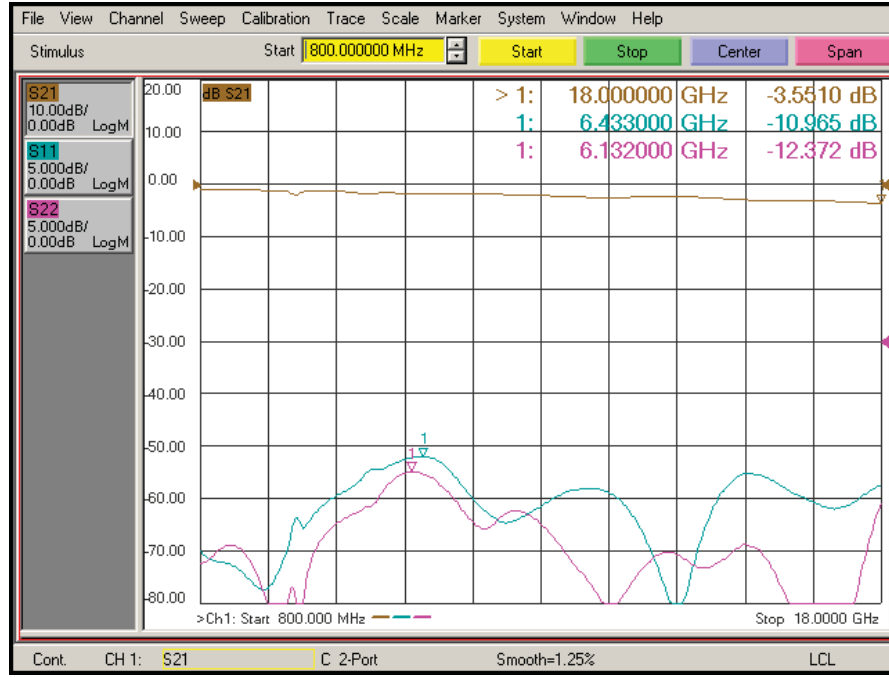 File View Channel Sweep Calibration Trace Scale Marker System Window Help
Stimulus Start 800.000000 MHz Start Stop Center Span
S21
10.00dB/
0.00dB LogM
S11
5.000dB/
0.00dB LogM
S22
5.000dB/
0.00dB LogM
20.00
10.00
0.00
-10.00
-20.00
-30.00
-40.00
-50.00
-60.00
-70.00
-80.00
dB S21
> 1: 18.000000 GHz -3.5510 dB
1: 6.433000 GHz -10.965 dB
1: 6.132000 GHz -12.372 dB
1
1
>Ch1: Start 800.000 MHz Stop 18.0000 GHz
Cont. CH 1: S21 C 2-Port Smooth=1.25% LCL